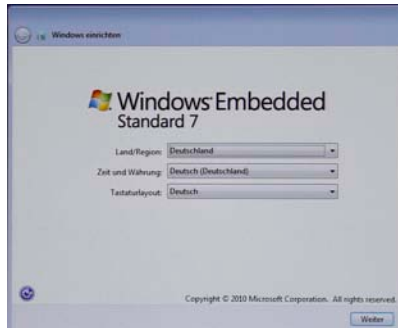 Windows einrichten
Windows Embedded
Standard 7
Land/Region: Deutschland
Zeit und Währung: Deutsch (Deutschland)
Tastaturlayout: Deutsch
Copyright © 2010 Microsoft Corporation. All rights reserved.
Weiter